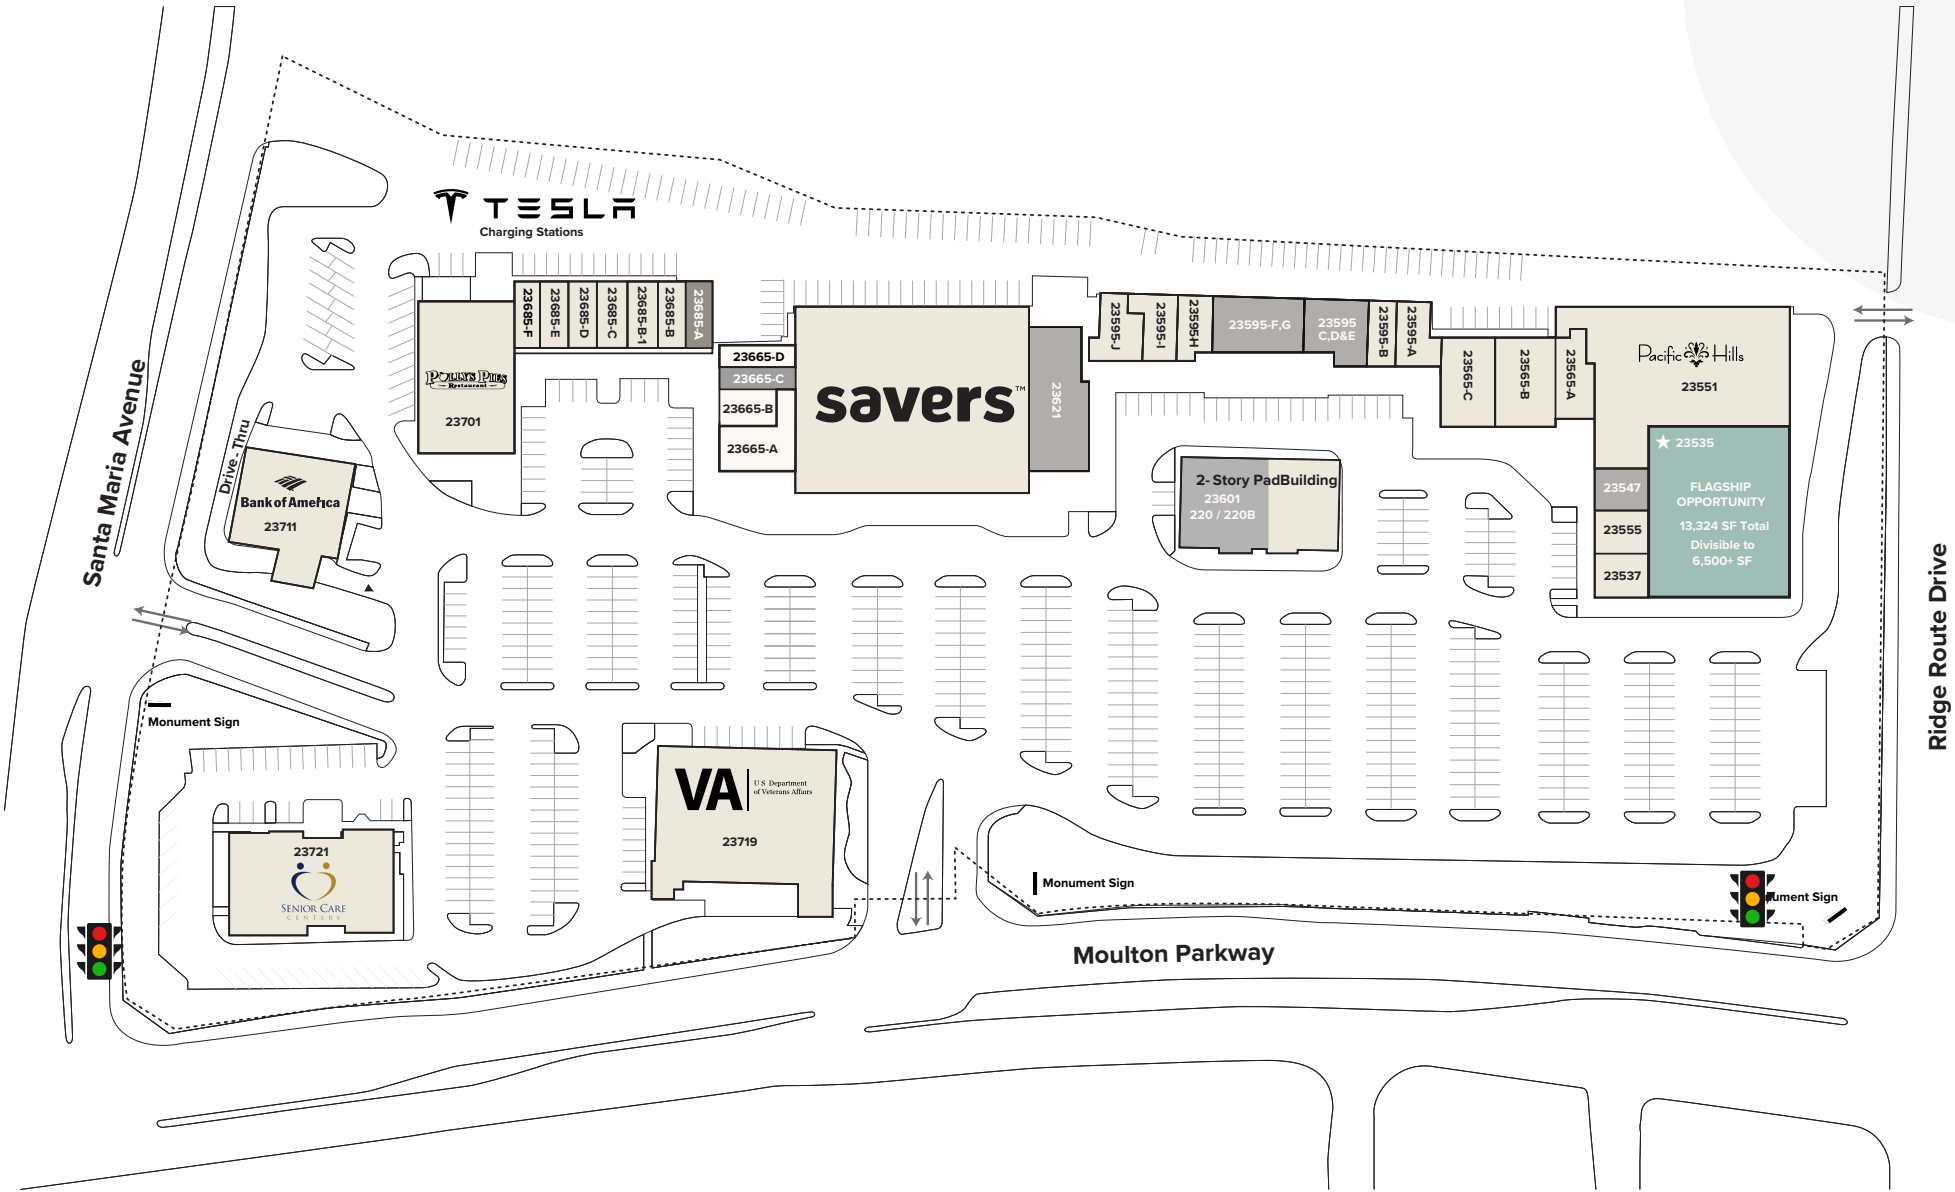 TESLA
Charging Stations
23685-F
23685-E
23685-D
23685-C
23685-B-1
23685-B
23685-A
POLLY'S PIES
Restaurant
23701
23665-D
23665-C
23665-B
23665-A
savers™
23621
23595-J
23595-I
23595-H
23595-F,G
23595
C,D&E
23595-B
23595-A
23565-C
23565-B
23565-A
Pacific Hills
23551
★ 23535
FLAGSHIP
OPPORTUNITY
13,324 SF Total
Divisible to
6,500+ SF
23547
23555
23537
2- Story PadBuilding
23601
220 / 220B
Drive - Thru
Bank of America
23711
Santa Maria Avenue
Ridge Route Drive
Monument Sign
VA
U S Department
of Veterans Affairs
23719
23721
SENIOR CARE
CENTERS
Monument Sign
nument Sign
Moulton Parkway